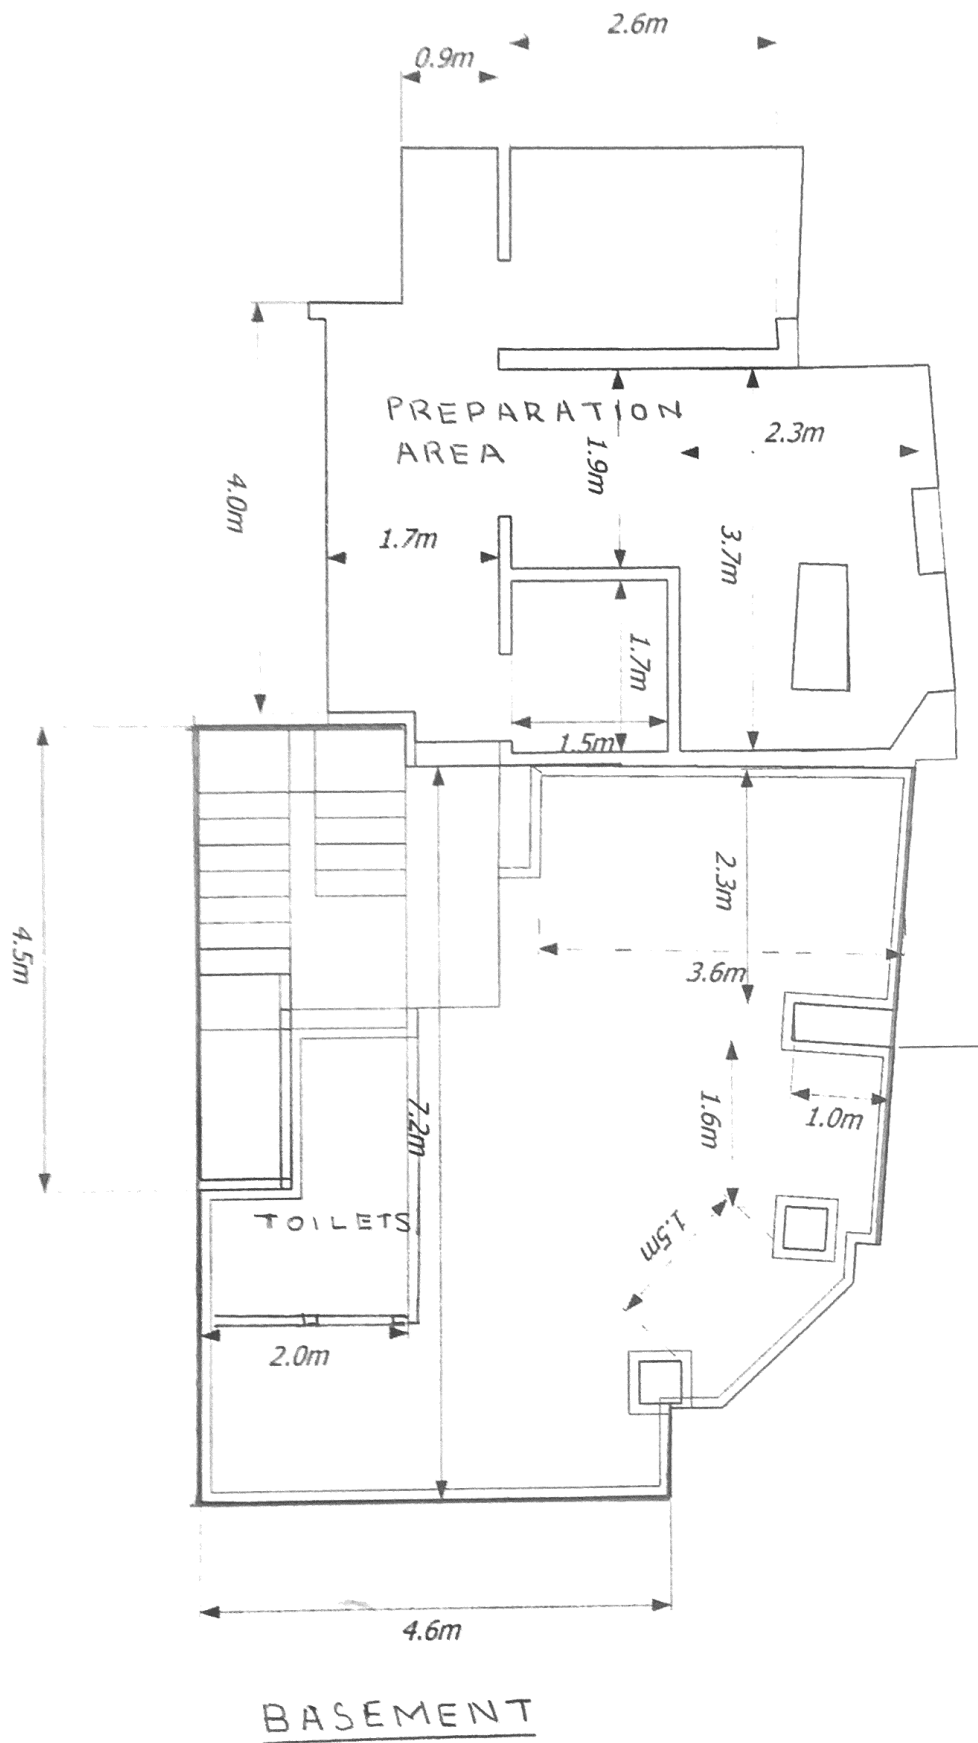 2.6m
0.9m
PREPARATION
AREA
2.3m
1.9m
4.0m
1.7m
3.7m
1.7m
1.5m
2.3m
4.5m
3.6m
1.6m
1.0m
7.2m
TOILETS
1.5m
2.0m
4.6m
BASEMENT